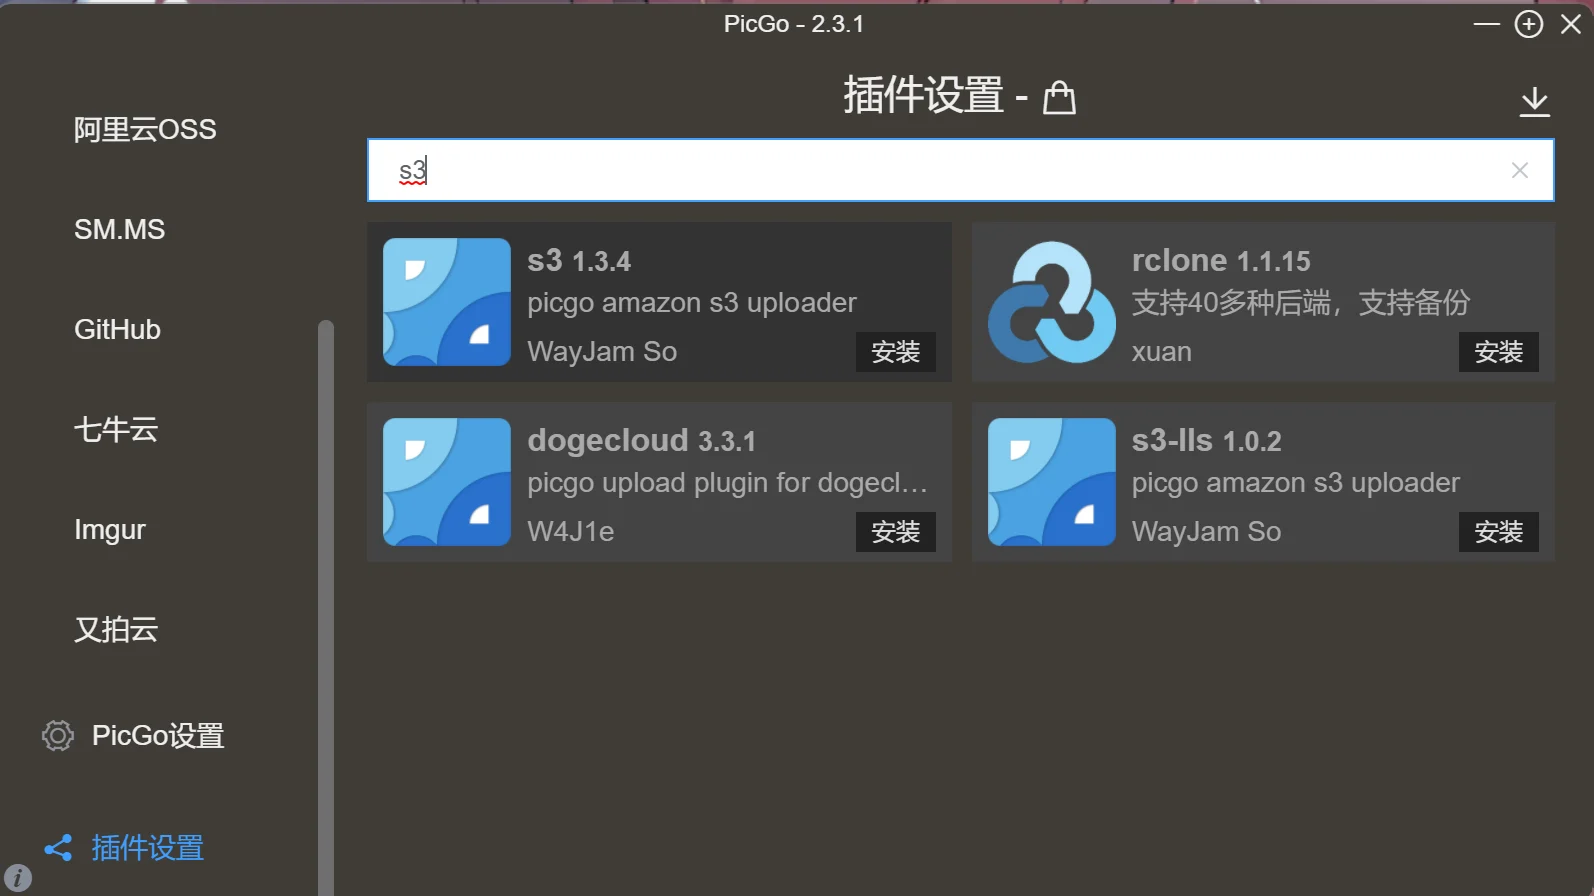 PicGo - 2.3.1
插件设置 -
阿里云OSS
SM.MS
GitHub
七牛云
Imgur
又拍云
PicGo设置
插件设置
s3
s3 1.3.4
picgo amazon s3 uploader
WayJam So
安装
rclone 1.1.15
支持40多种后端，支持备份
xuan
安装
dogecloud 3.3.1
picgo upload plugin for dogecl…
W4J1e
安装
s3-lls 1.0.2
picgo amazon s3 uploader
WayJam So
安装